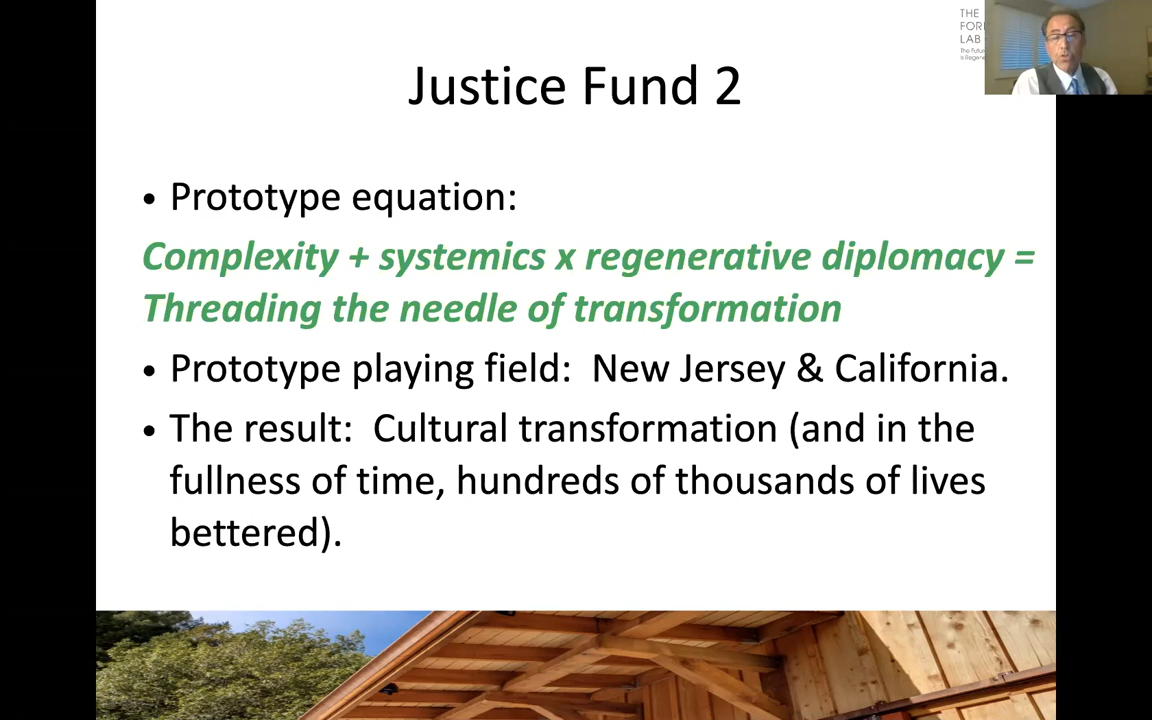 THE
LAB
Justice Fund 2
• Prototype equation:
Complexity + systemics x regenerative diplomacy =
Threading the needle of transformation
• Prototype playing field:  New Jersey & California.
• The result:  Cultural transformation (and in the
fullness of time, hundreds of thousands of lives
bettered).